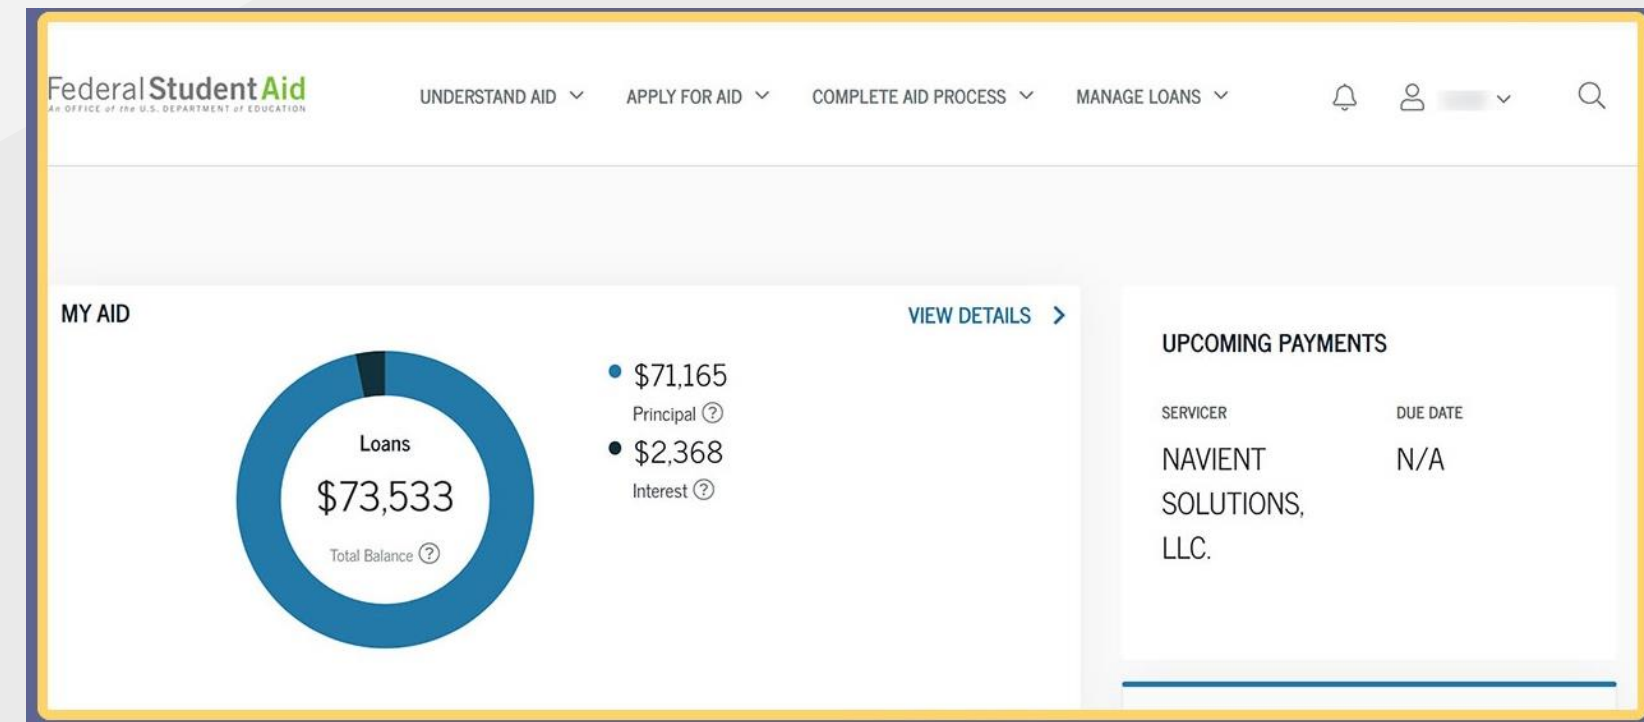 Federal Student Aid
An OFFICE of the U.S. DEPARTMENT of EDUCATION
UNDERSTAND AID
APPLY FOR AID
COMPLETE AID PROCESS
MANAGE LOANS
MY AID
VIEW DETAILS
Loans
$73,533
Total Balance ?
$71,165
Principal ?
$2,368
Interest ?
UPCOMING PAYMENTS
SERVICER
DUE DATE
NAVIENT
SOLUTIONS,
LLC.
N/A